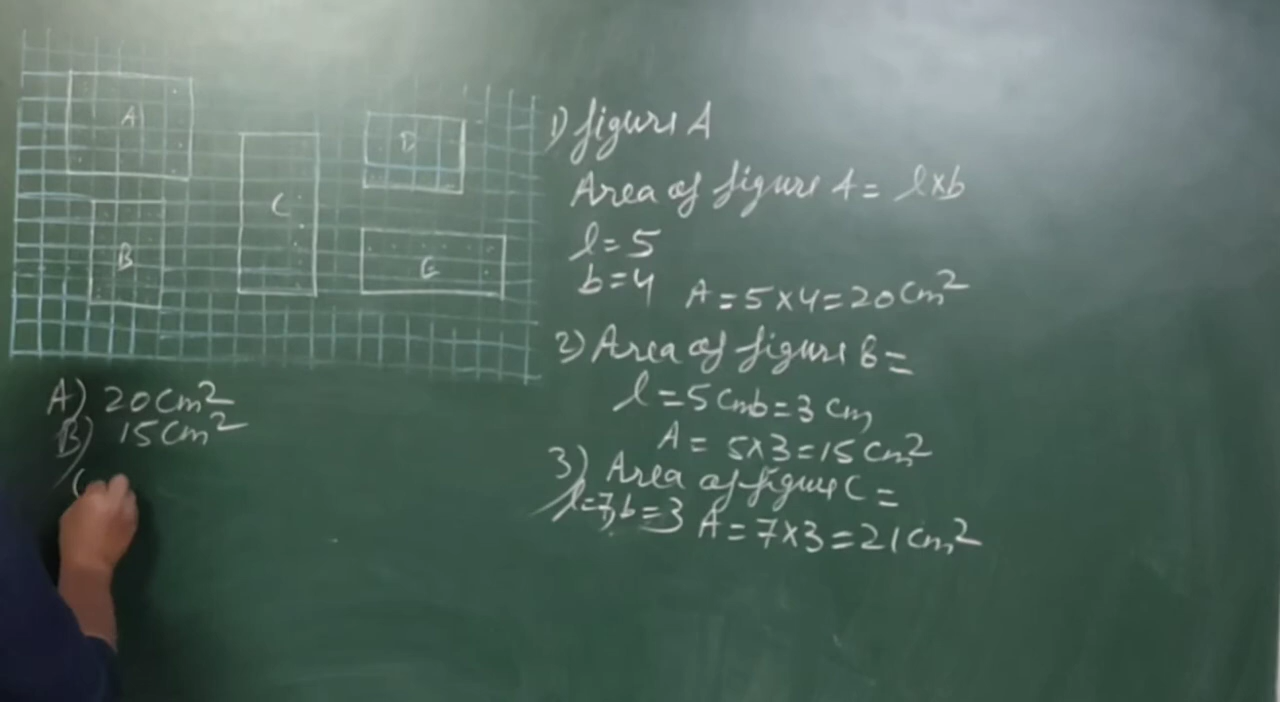 A
B
C
D
E
A) 20cm²
B) 15cm²
(
1) figure A
Area of figure A = l×b
l=5
b=4 A=5×4=20cm²
2) Area of figure B=
l=5cm b=3cm
A= 5×3=15cm²
3) Area of figure C=
l=7, b=3 A=7×3=21cm²